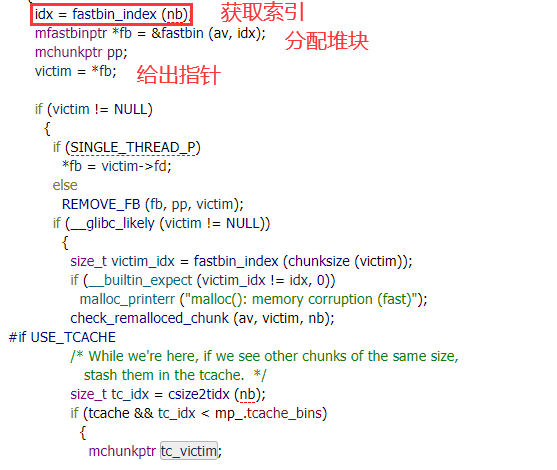 idx = fastbin_index (nb) 获取索引
mfastbinptr *fb = &fastbin (av, idx); 分配堆块
mchunkptr pp;
victim = *fb; 给出指针
if (victim != NULL)
{
if (SINGLE_THREAD_P)
*fb = victim->fd;
else
REMOVE_FB (fb, pp, victim);
if (__glibc_likely (victim != NULL))
{
size_t victim_idx = fastbin_index (chunksize (victim));
if (__builtin_expect (victim_idx != idx, 0))
malloc_printerr ("malloc(): memory corruption (fast)");
check_remalloced_chunk (av, victim, nb);
#if USE_TCACHE
/* While we're here, if we see other chunks of the same size,
stash them in the tcache. */
size_t tc_idx = csize2tidx (nb);
if (tcache && tc_idx < mp_.tcache_bins)
{
mchunkptr tc_victim;